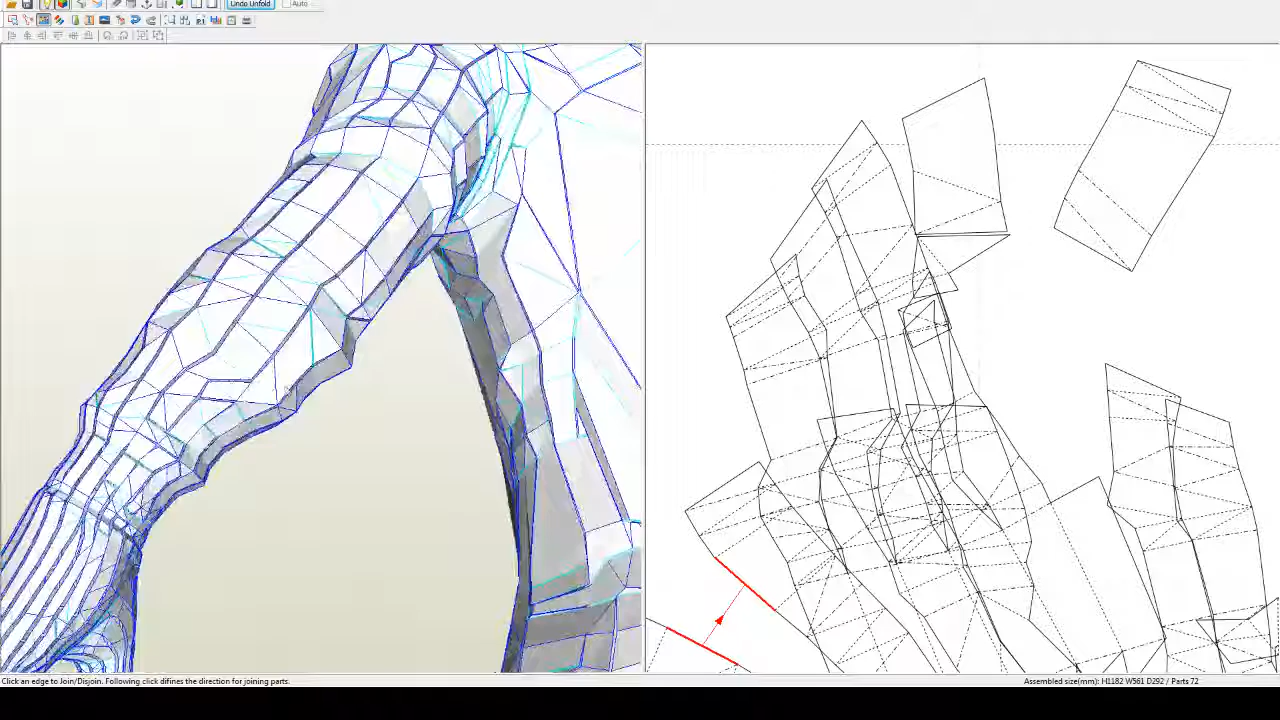 Undo Unfold
Auto
Click an edge to Join/Disjoin. Following click difines the direction for joining parts.
Assembled size(mm): H1182 W561 D292 / Parts 72